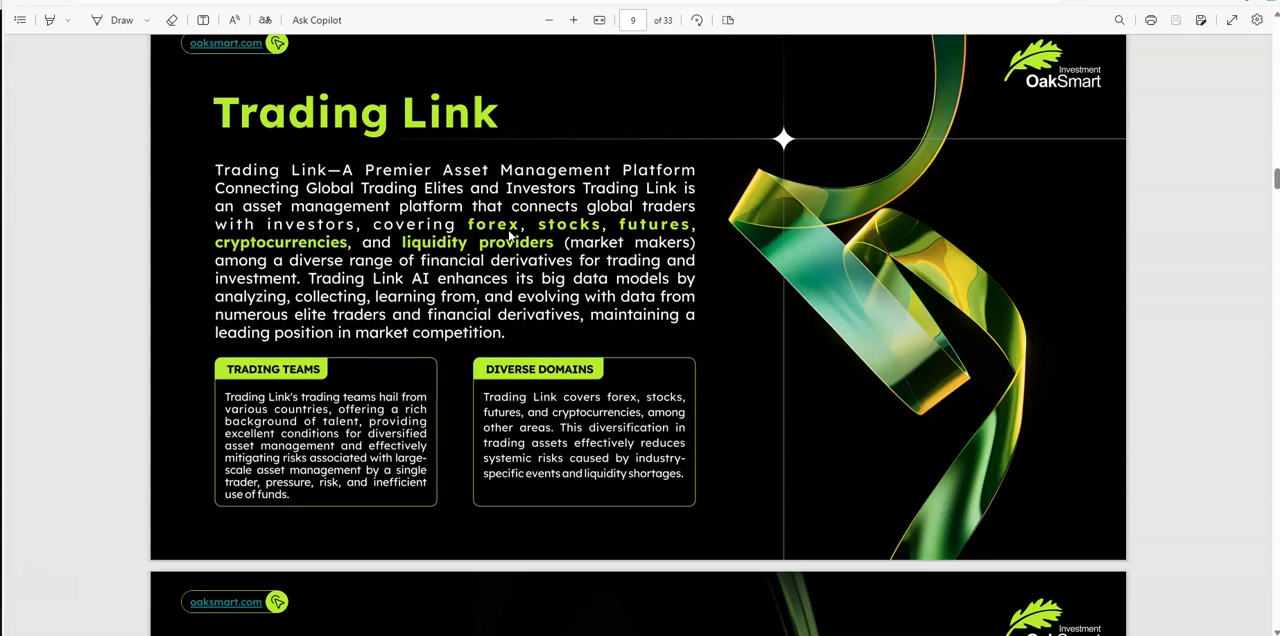 Draw
Ask Copilot
9 of 33
oaksmart.com
Investment
OakSmart
Trading Link
Trading Link—A Premier Asset Management Platform
Connecting Global Trading Elites and Investors Trading Link is
an asset management platform that connects global traders
with investors, covering forex, stocks, futures,
cryptocurrencies, and liquidity providers (market makers)
among a diverse range of financial derivatives for trading and
investment. Trading Link AI enhances its big data models by
analyzing, collecting, learning from, and evolving with data from
numerous elite traders and financial derivatives, maintaining a
leading position in market competition.
TRADING TEAMS
Trading Link's trading teams hail from
various countries, offering a rich
background of talent, providing
excellent conditions for diversified
asset management and effectively
mitigating risks associated with large-
scale asset management by a single
trader, pressure, risk, and inefficient
use of funds.
DIVERSE DOMAINS
Trading Link covers forex, stocks,
futures, and cryptocurrencies, among
other areas. This diversification in
trading assets effectively reduces
systemic risks caused by industry-
specific events and liquidity shortages.
oaksmart.com
Investment
OakSmart